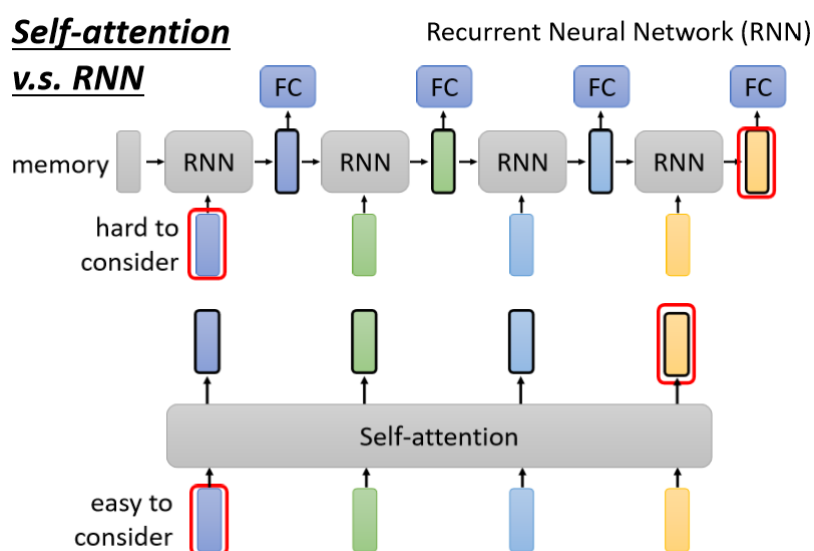 Self-attention
v.s. RNN
Recurrent Neural Network (RNN)
FC
FC
FC
FC
memory
RNN
RNN
RNN
RNN
hard to
consider
Self-attention
easy to
consider